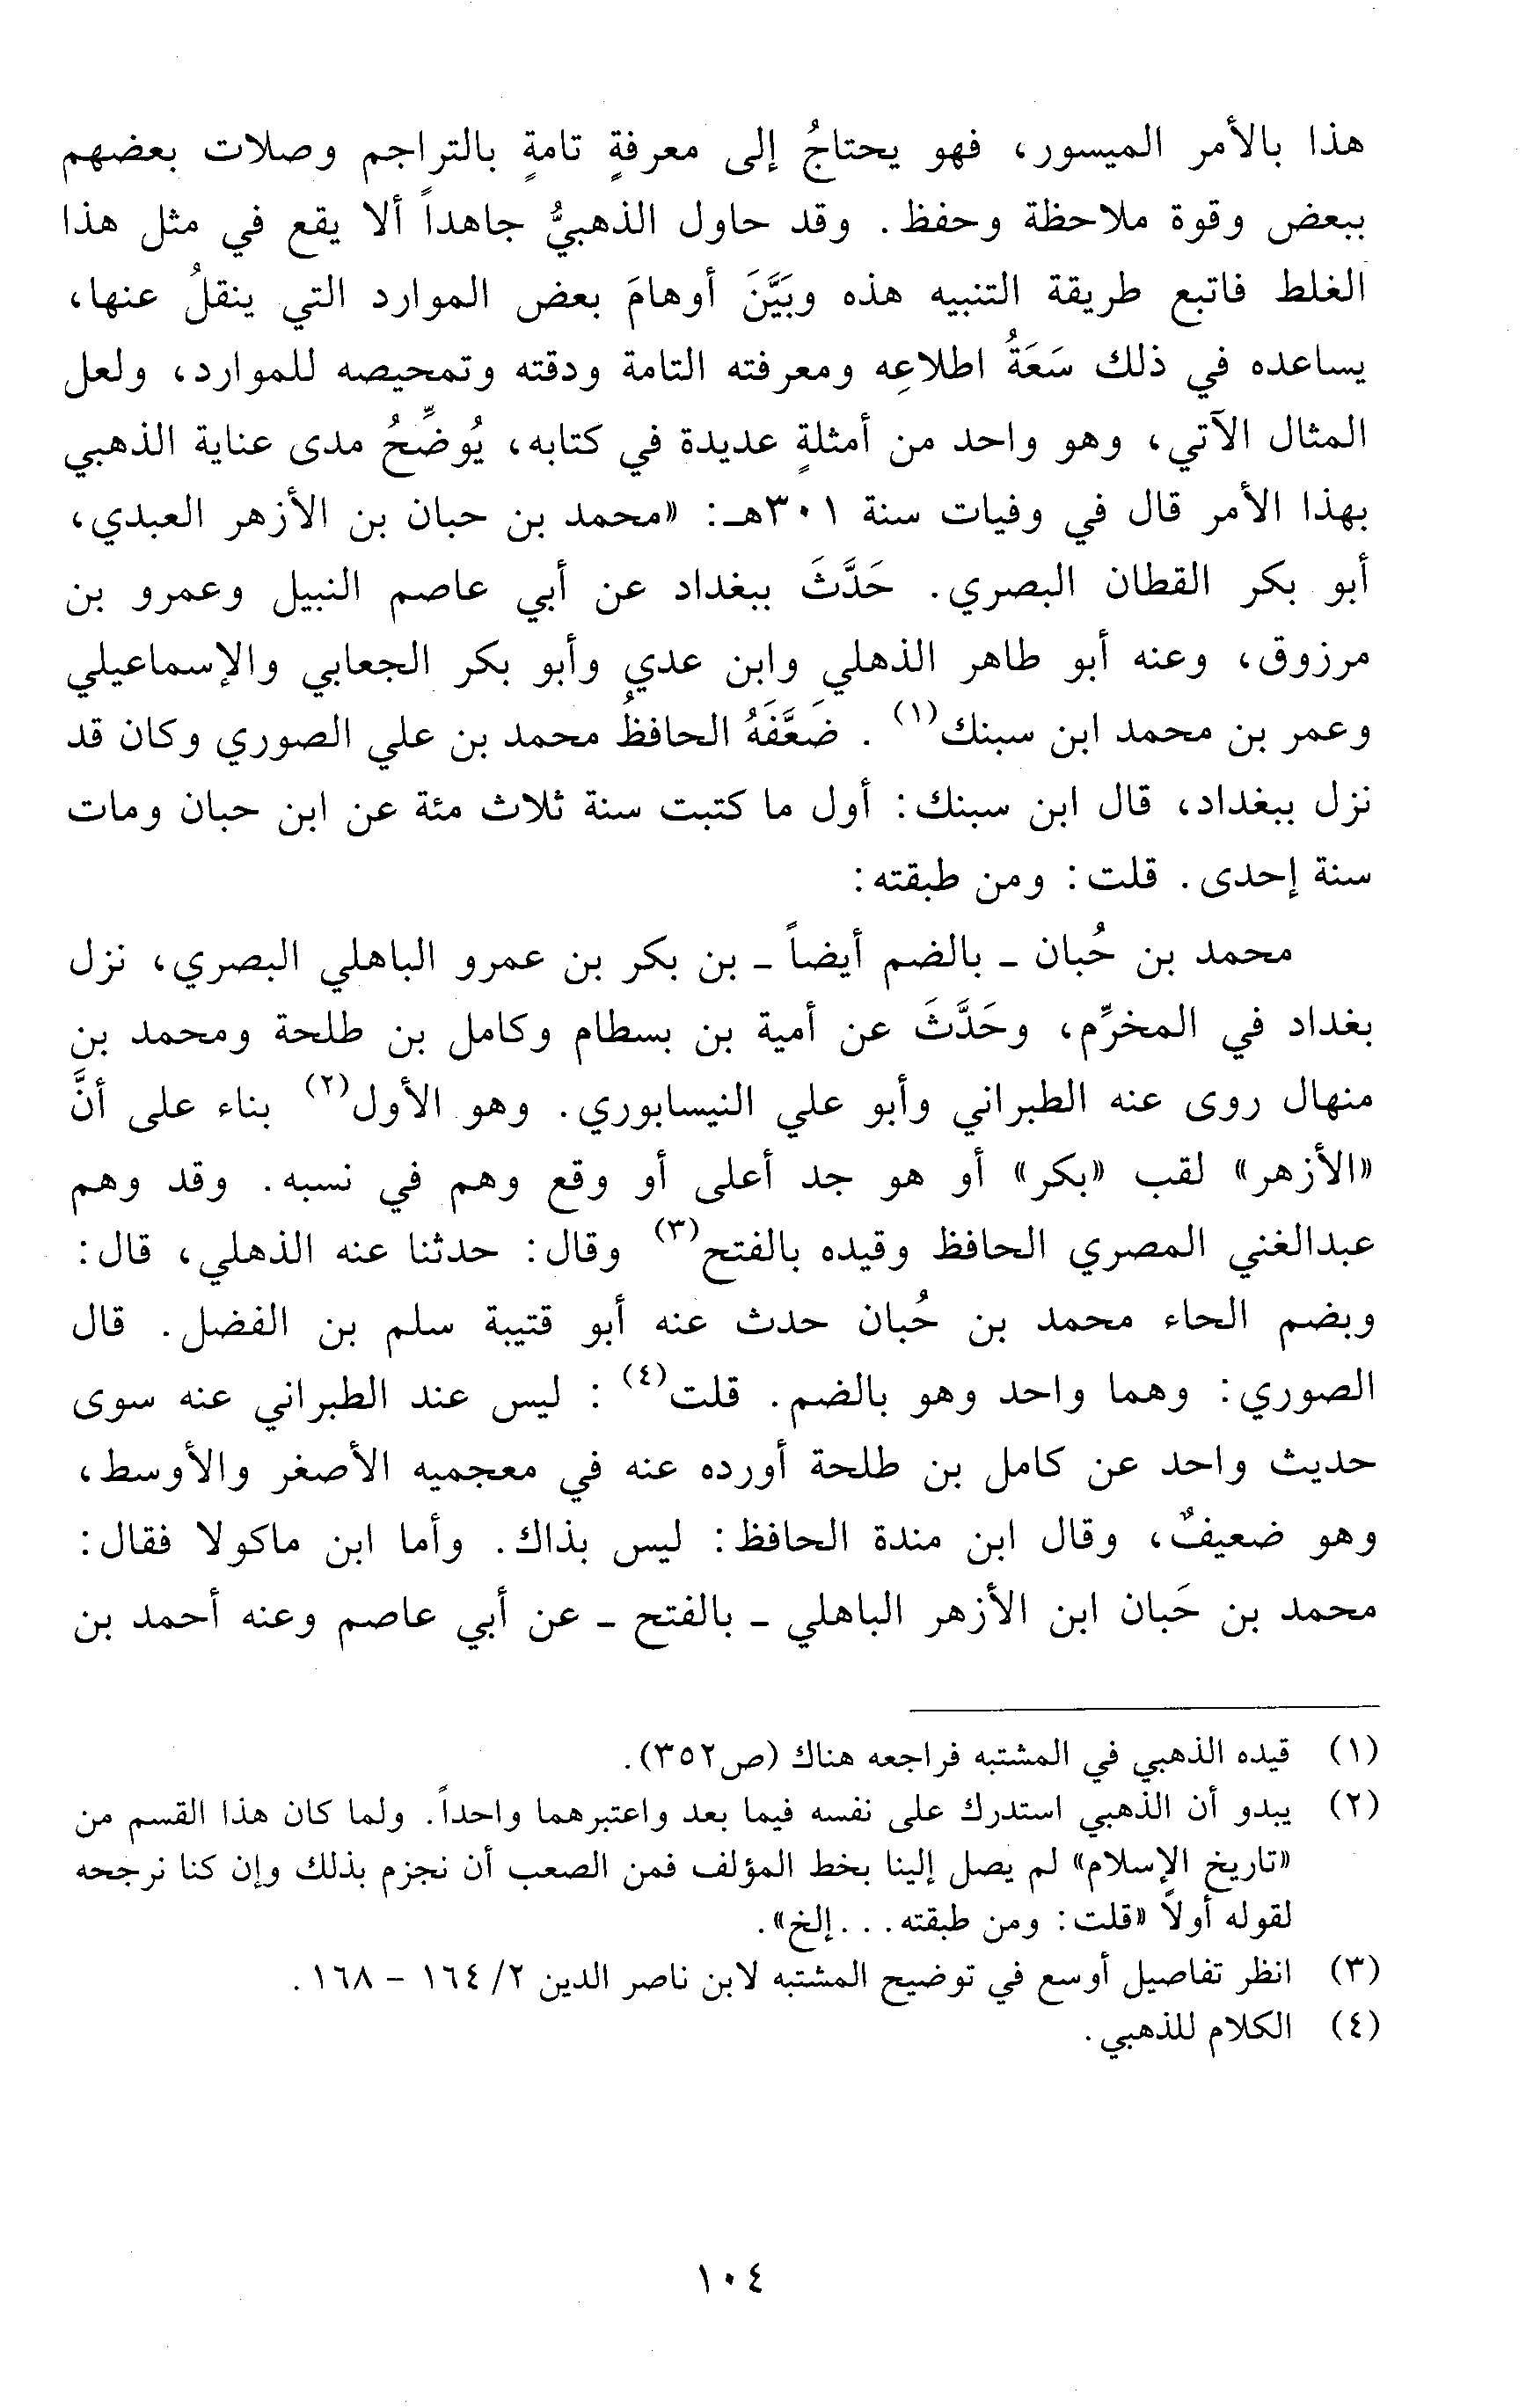 هذا بالأمر الميسور، فهو يحتاجُ إلى معرفةٍ تامةٍ بالتراجم وصلات بعضهم
ببعض وقوة ملاحظة وحفظ. وقد حاول الذهبيُّ جاهداً ألا يقع في مثل هذا
الغلط فاتبع طريقة التنبيه هذه وبَيَّنَ أوهامَ بعض الموارد التي ينقلُ عنها،
يساعده في ذلك سَعَةُ اطلاعِه ومعرفته التامة ودقته وتمحيصه للموارد، ولعل
المثال الآتي، وهو واحد من أمثلةٍ عديدة في كتابه، يُوضِّحُ مدى عناية الذهبي
بهذا الأمر قال في وفيات سنة ٣٠١هـ: «محمد بن حبان بن الأزهر العبدي،
أبو بكر القطان البصري. حَدَّثَ ببغداد عن أبي عاصم النبيل وعمرو بن
مرزوق، وعنه أبو طاهر الذهلي وابن عدي وأبو بكر الجعابي والإسماعيلي
وعمر بن محمد ابن سبنك(١). ضَعَّفَهُ الحافظُ محمد بن علي الصوري وكان قد
نزل ببغداد، قال ابن سبنك: أول ما كتبت سنة ثلاث مئة عن ابن حبان ومات
سنة إحدى. قلت: ومن طبقته:
محمد بن حُبان ـ بالضم أيضاً ـ بن بكر بن عمرو الباهلي البصري، نزل
بغداد في المخرِّم، وحَدَّثَ عن أمية بن بسطام وكامل بن طلحة ومحمد بن
منهال روى عنه الطبراني وأبو علي النيسابوري. وهو الأول(٢) بناء على أنَّ
«الأزهر» لقب «بكر» أو هو جد أعلى أو وقع وهم في نسبه. وقد وهم
عبدالغني المصري الحافظ وقيده بالفتح(٣) وقال: حدثنا عنه الذهلي، قال:
وبضم الحاء محمد بن حُبان حدث عنه أبو قتيبة سلم بن الفضل. قال
الصوري: وهما واحد وهو بالضم. قلت(٤): ليس عند الطبراني عنه سوى
حديث واحد عن كامل بن طلحة أورده عنه في معجميه الأصغر والأوسط،
وهو ضعيفٌ، وقال ابن مندة الحافظ: ليس بذاك. وأما ابن ماكولا فقال:
محمد بن حَبان ابن الأزهر الباهلي ـ بالفتح ـ عن أبي عاصم وعنه أحمد بن
(١) قيده الذهبي في المشتبه فراجعه هناك (ص٣٥٢).
(٢) يبدو أن الذهبي استدرك على نفسه فيما بعد واعتبرهما واحداً. ولما كان هذا القسم من
«تاريخ الإسلام» لم يصل إلينا بخط المؤلف فمن الصعب أن نجزم بذلك وإن كنا نرجحه
لقوله أولاً «قلت: ومن طبقته... إلخ».
(٣) انظر تفاصيل أوسع في توضيح المشتبه لابن ناصر الدين ٢/ ١٦٤ - ١٦٨.
(٤) الكلام للذهبي.
١٠٤